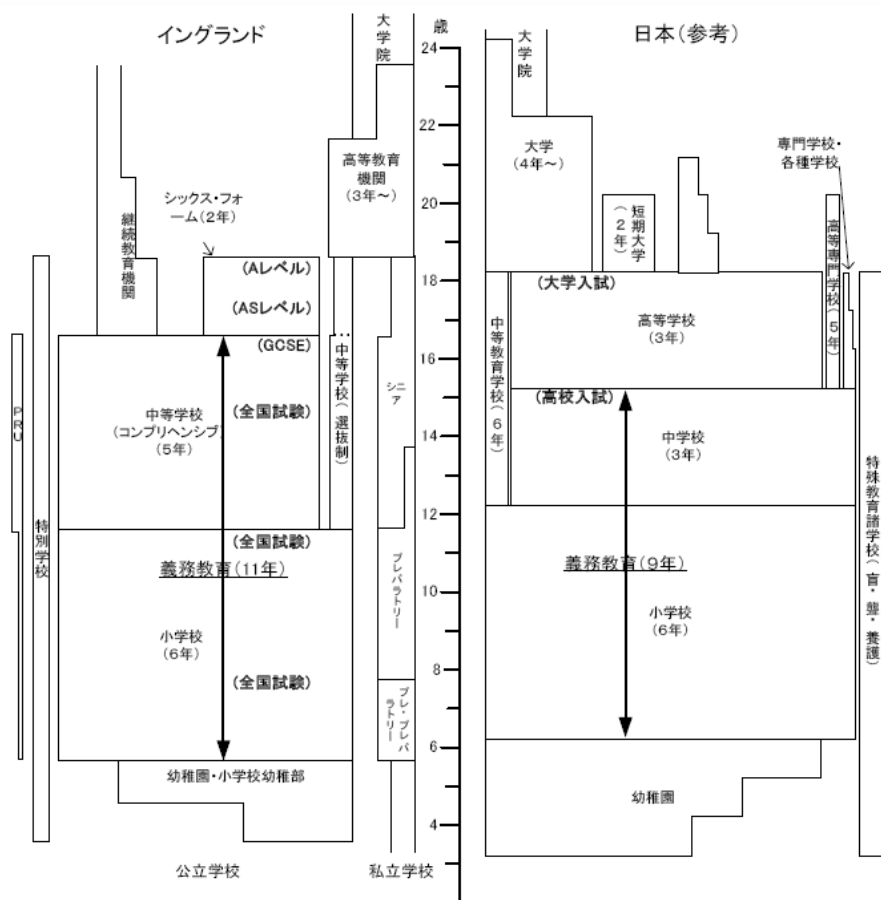 イングランド
大学院
歳
日本(参考)
24
22
20
18
16
14
12
10
8
6
4
高等教育
機関
(3年~)
シックス・フォ
ーム(2年)
継続教育機関
(Aレベル)
(ASレベル)
(GCSE)
中等学校
(コンプリヘンシブ)
(5年)
(全国試験)
中等学校(選抜制)
シニア
PRU
特別学校
(全国試験)
義務教育(11年)
プレパラトリー
小学校
(6年)
(全国試験)
プレ・プレパ
ラトリー
幼稚園・小学校幼稚部
公立学校
私立学校
大学院
大学
(4年~)
専門学校・
各種学校
短期大学
(2年)
高等専門学校(5年)
(大学入試)
高等学校
(3年)
中等教育学校(6年)
(高校入試)
中学校
(3年)
特殊教育諸学校(盲・聾・養護)
義務教育(9年)
小学校
(6年)
幼稚園